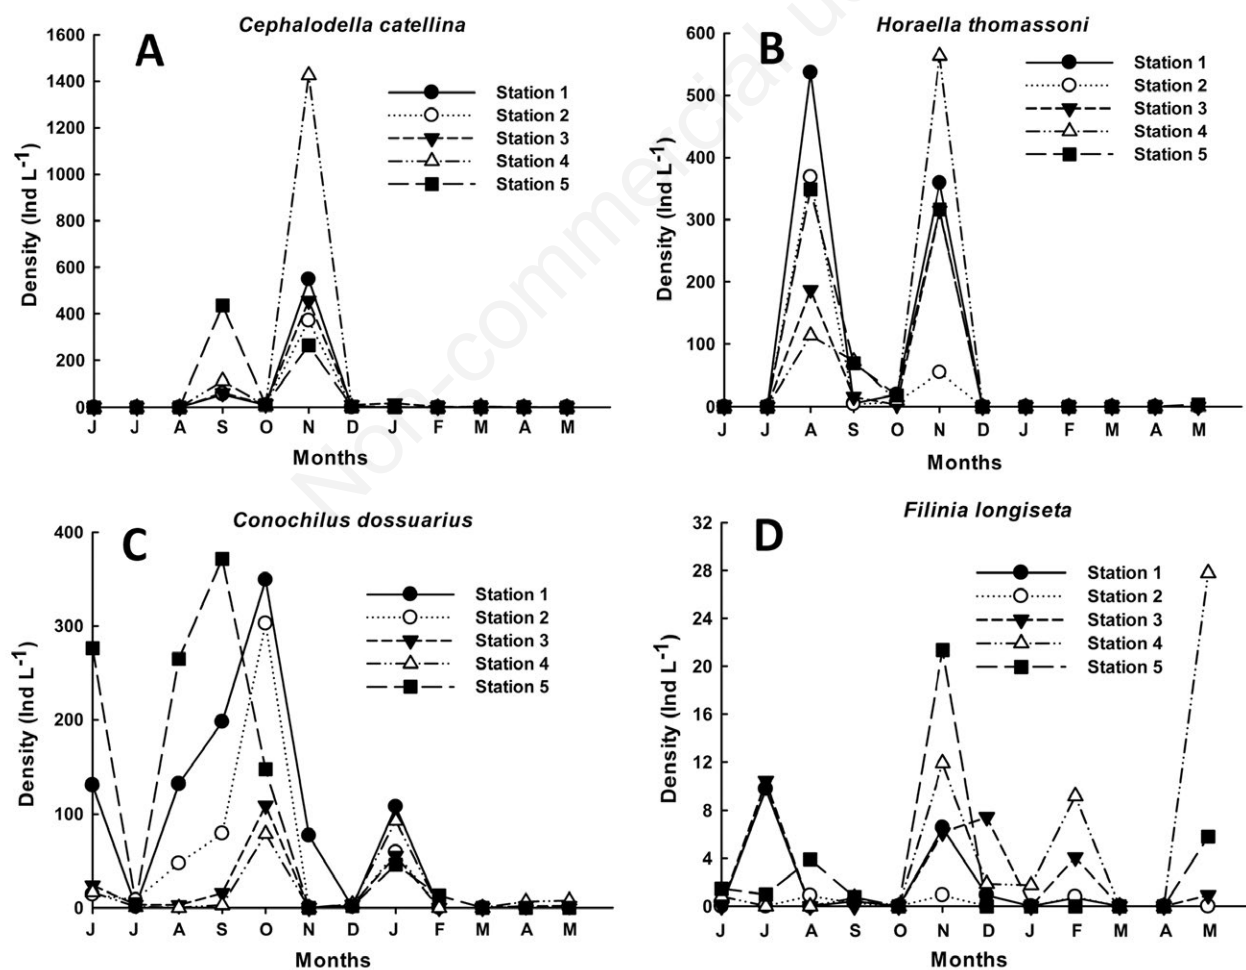 Cephalodella catellina
A
Density (Ind L-1)
1600
1400
1200
1000
800
600
400
200
0
Station 1
Station 2
Station 3
Station 4
Station 5
J J A S O N D J F M A M
Months
Horaella thomassoni
B
Density (Ind L-1)
600
500
400
300
200
100
0
Station 1
Station 2
Station 3
Station 4
Station 5
J J A S O N D J F M A M
Months
Conochilus dossuarius
C
Density (Ind L-1)
400
300
200
100
0
Station 1
Station 2
Station 3
Station 4
Station 5
J J A S O N D J F M A M
Months
Filinia longiseta
D
Density (Ind L-1)
32
28
24
20
16
12
8
4
0
Station 1
Station 2
Station 3
Station 4
Station 5
J J A S O N D J F M A M
Months
Non-commercial